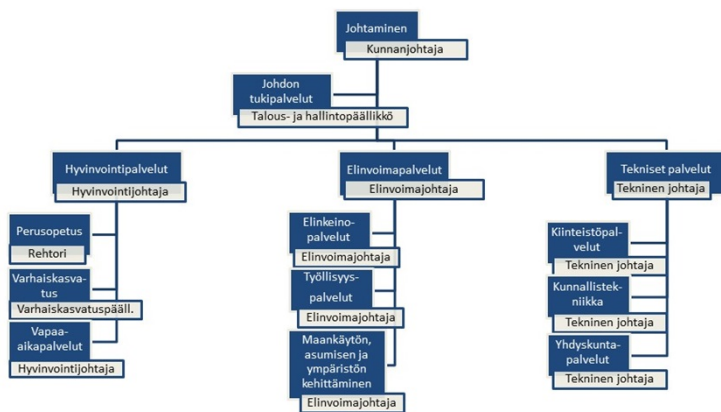 Johtaminen
Kunnanjohtaja
Johdon
tukipalvelut
Talous- ja hallintopäällikkö
Hyvinvointipalvelut
Hyvinvointijohtaja
Perusopetus
Rehtori
Varhaiskasva-
tus
Varhaiskasvatuspääll.
Vapaa-
aikapalvelut
Hyvinvointijohtaja
Elinvoimapalvelut
Elinvoimajohtaja
Elinkeino-
palvelut
Elinvoimajohtaja
Työllisyys-
palvelut
Elinvoimajohtaja
Maankäytön,
asumisen ja
ympäristön
kehittäminen
Elinvoimajohtaja
Tekniset palvelut
Tekninen johtaja
Kiinteistöpal-
velut
Tekninen johtaja
Kunnallistek-
niikka
Tekninen johtaja
Yhdyskunta-
palvelut
Tekninen johtaja